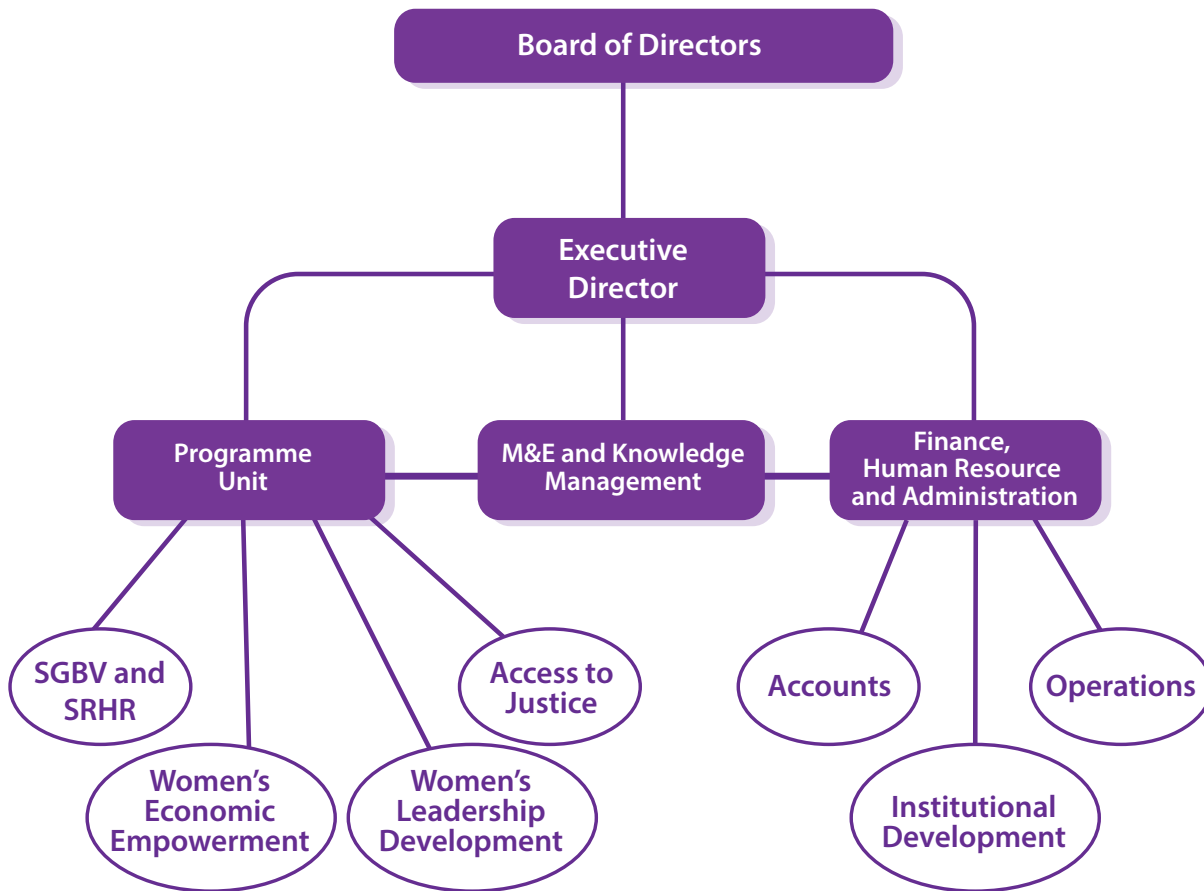 Board of Directors
Executive
Director
Programme
Unit
M&E and Knowledge
Management
Finance,
Human Resource
and Administration
SGBV and
SRHR
Women’s
Economic
Empowerment
Women’s
Leadership
Development
Access to
Justice
Accounts
Institutional
Development
Operations